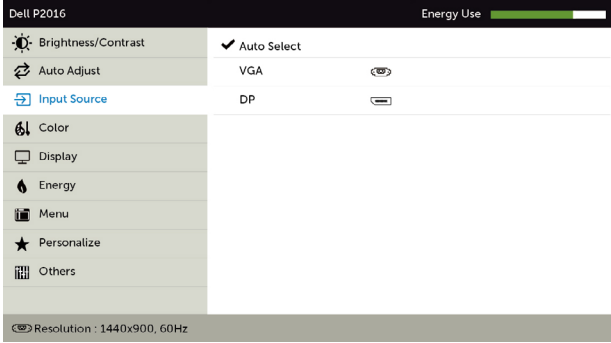 Dell P2016 Energy Use
Brightness/Contrast
Auto Select
Auto Adjust
VGA
Input Source
DP
Color
Display
Energy
Menu
Personalize
Others
Resolution : 1440x900, 60Hz